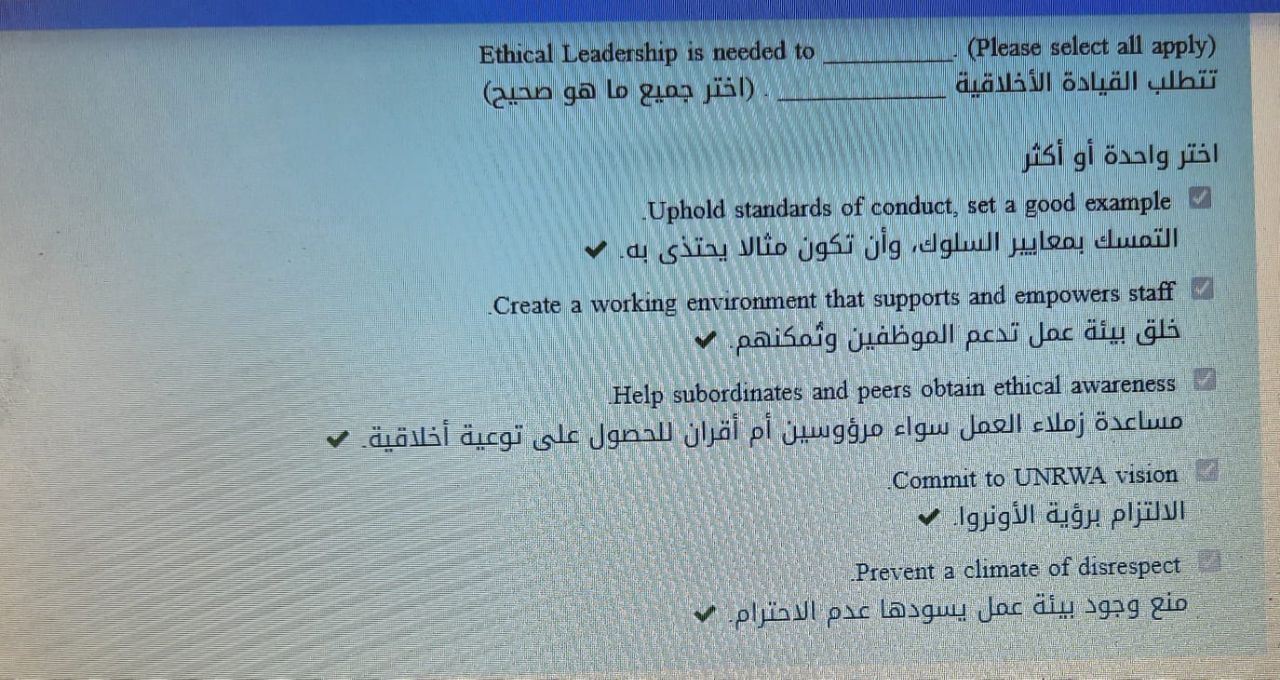 Ethical Leadership is needed to __________. (Please select all apply)
تتطلب القيادة الأخلاقية __________ . (اختر جميع ما هو صحيح)
اختر واحدة أو أكثر
Uphold standards of conduct, set a good example.
التمسك بمعايير السلوك، وأن تكون مثالا يحتذى به.
Create a working environment that supports and empowers staff.
خلق بيئة عمل تدعم الموظفين وتُمكنهم.
Help subordinates and peers obtain ethical awareness.
مساعدة زملاء العمل سواء مرؤوسين أم أقران للحصول على توعية أخلاقية.
Commit to UNRWA vision.
الالتزام برؤية الأونروا.
Prevent a climate of disrespect.
منع وجود بيئة عمل يسودها عدم الاحترام.